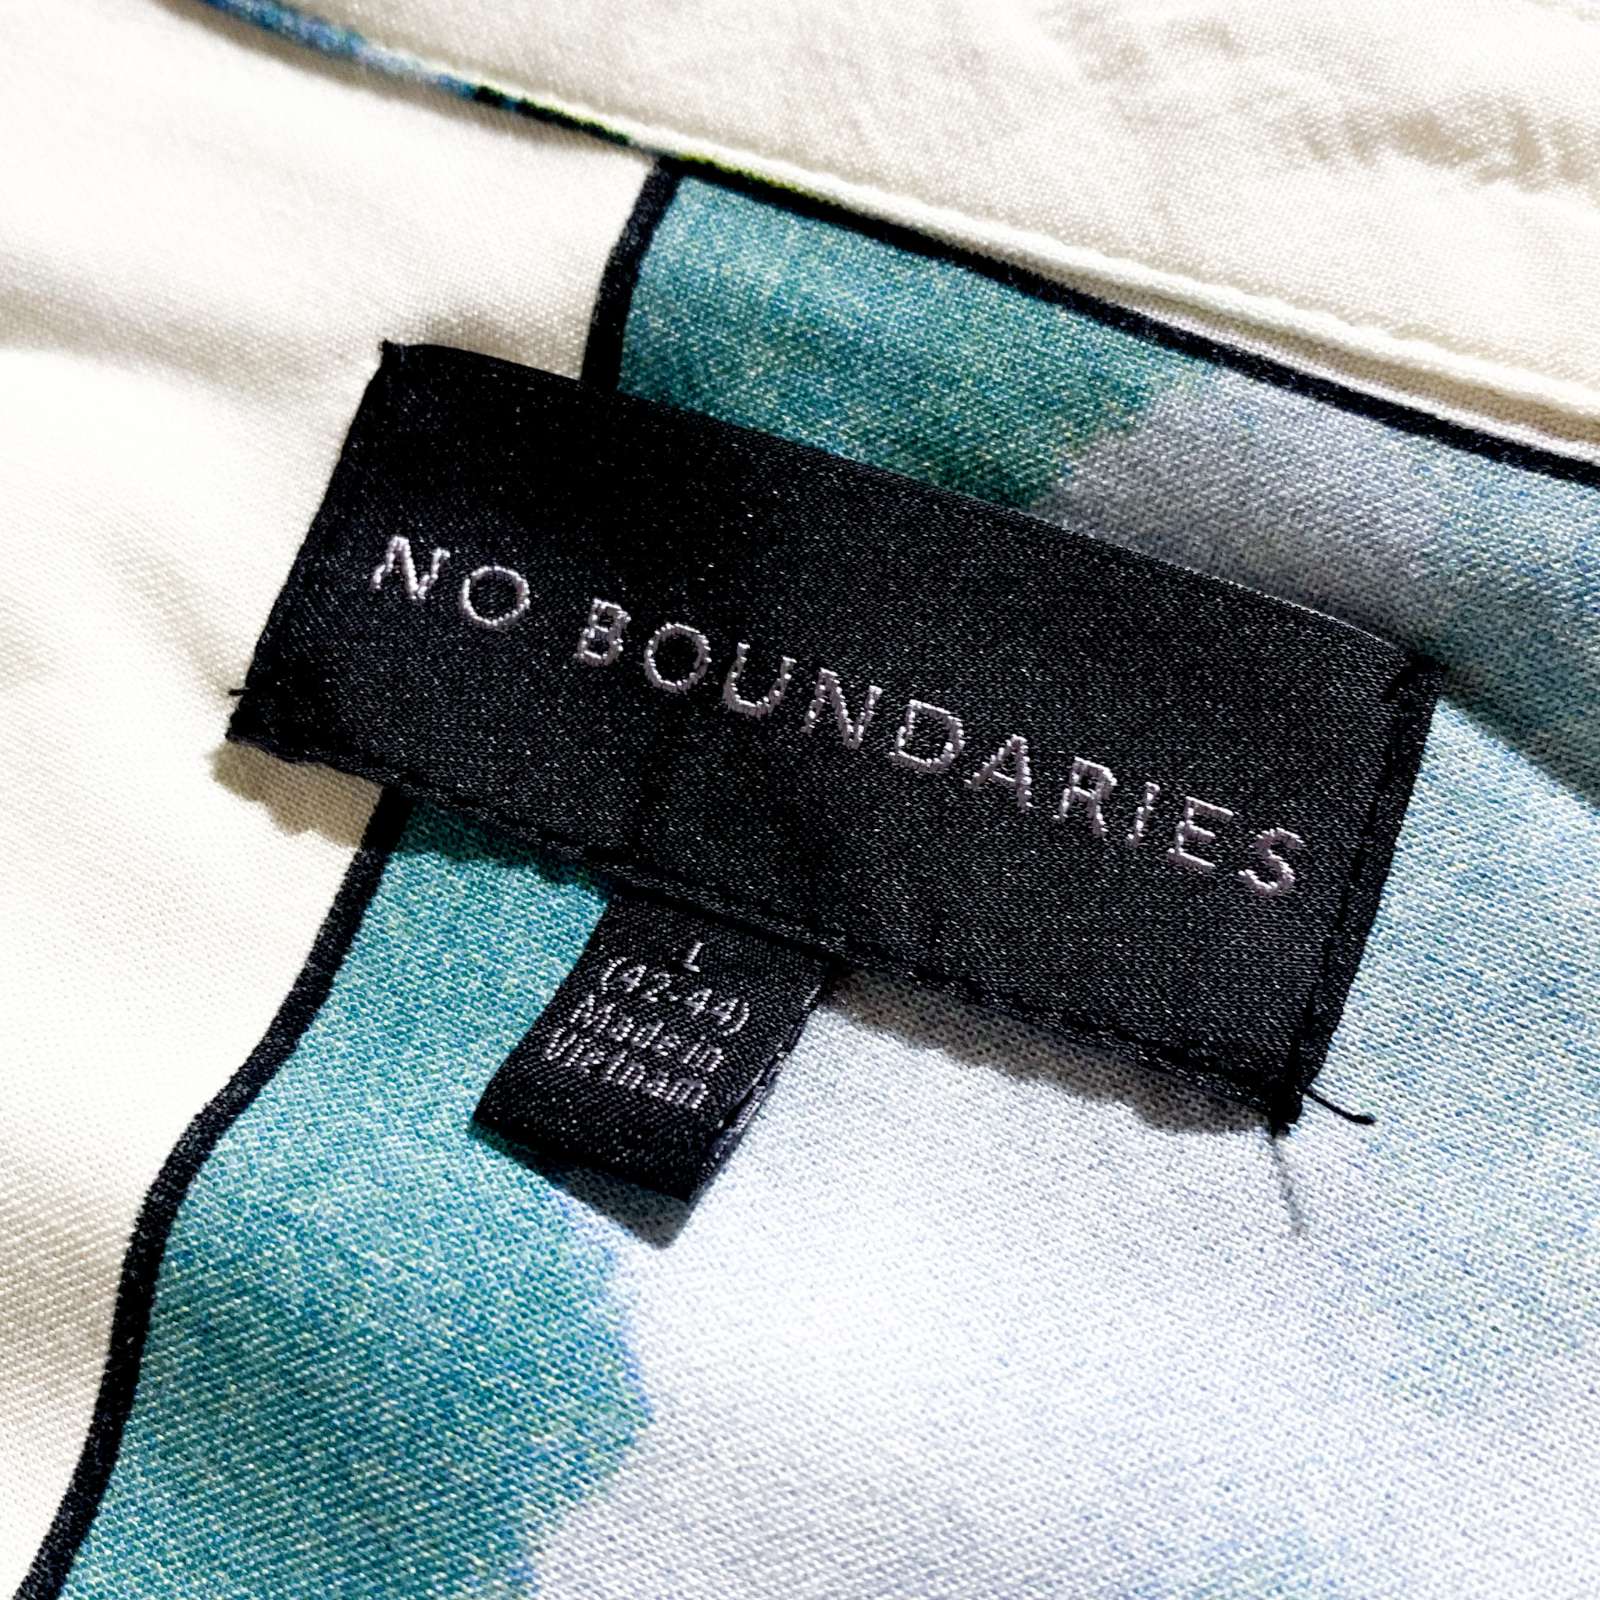 NO BOUNDARIES
L
(42-44)
Made in
Vietnam